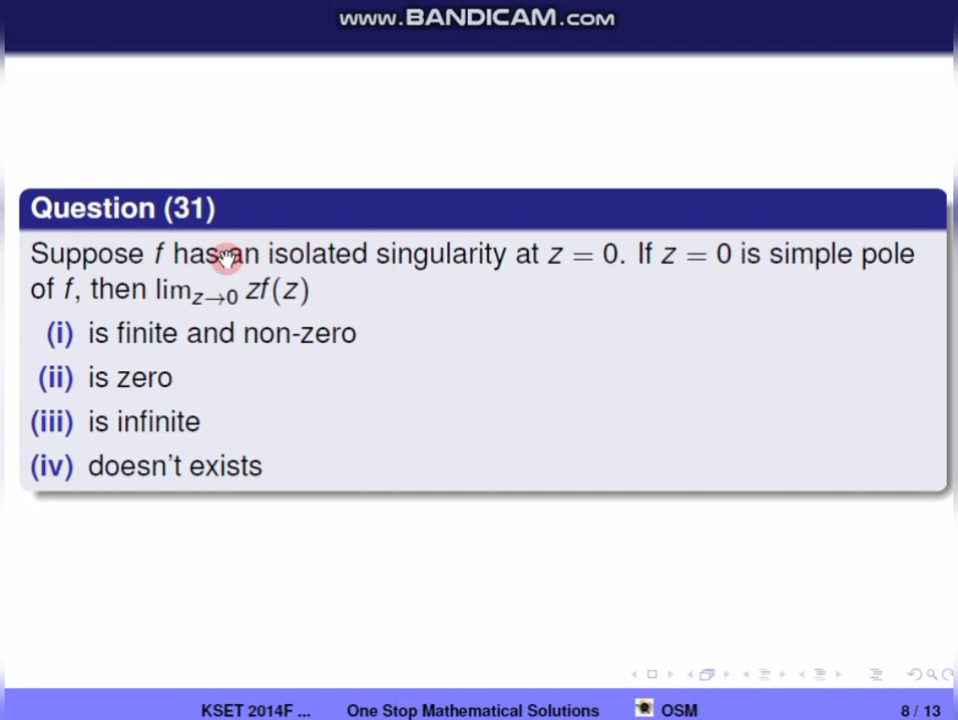 www.BANDICAM.com
Question (31)
Suppose f has an isolated singularity at z = 0. If z = 0 is simple pole
of f, then lim_{z→0} zf(z)
(i) is finite and non-zero
(ii) is zero
(iii) is infinite
(iv) doesn't exists
KSET 2014F ... One Stop Mathematical Solutions OSM 8 / 13